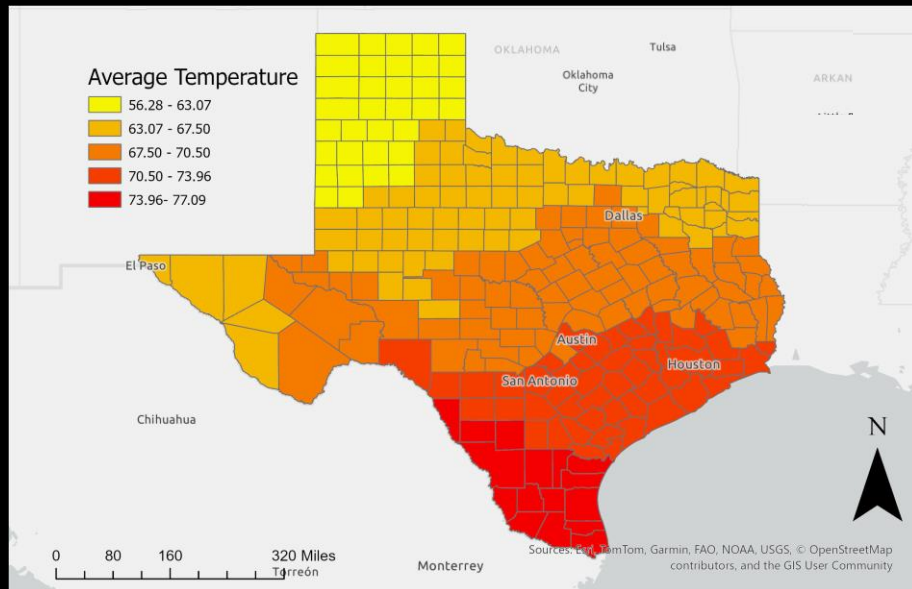 OKLAHOMA
Tulsa
Oklahoma
City
ARKAN
Average Temperature
56.28 - 63.07
63.07 - 67.50
67.50 - 70.50
70.50 - 73.96
73.96- 77.09
Dallas
El Paso
Austin
Houston
San Antonio
Chihuahua
N
0 80 160 320 Miles
Torreón
Monterrey
Sources: Esri, TomTom, Garmin, FAO, NOAA, USGS, © OpenStreetMap
contributors, and the GIS User Community